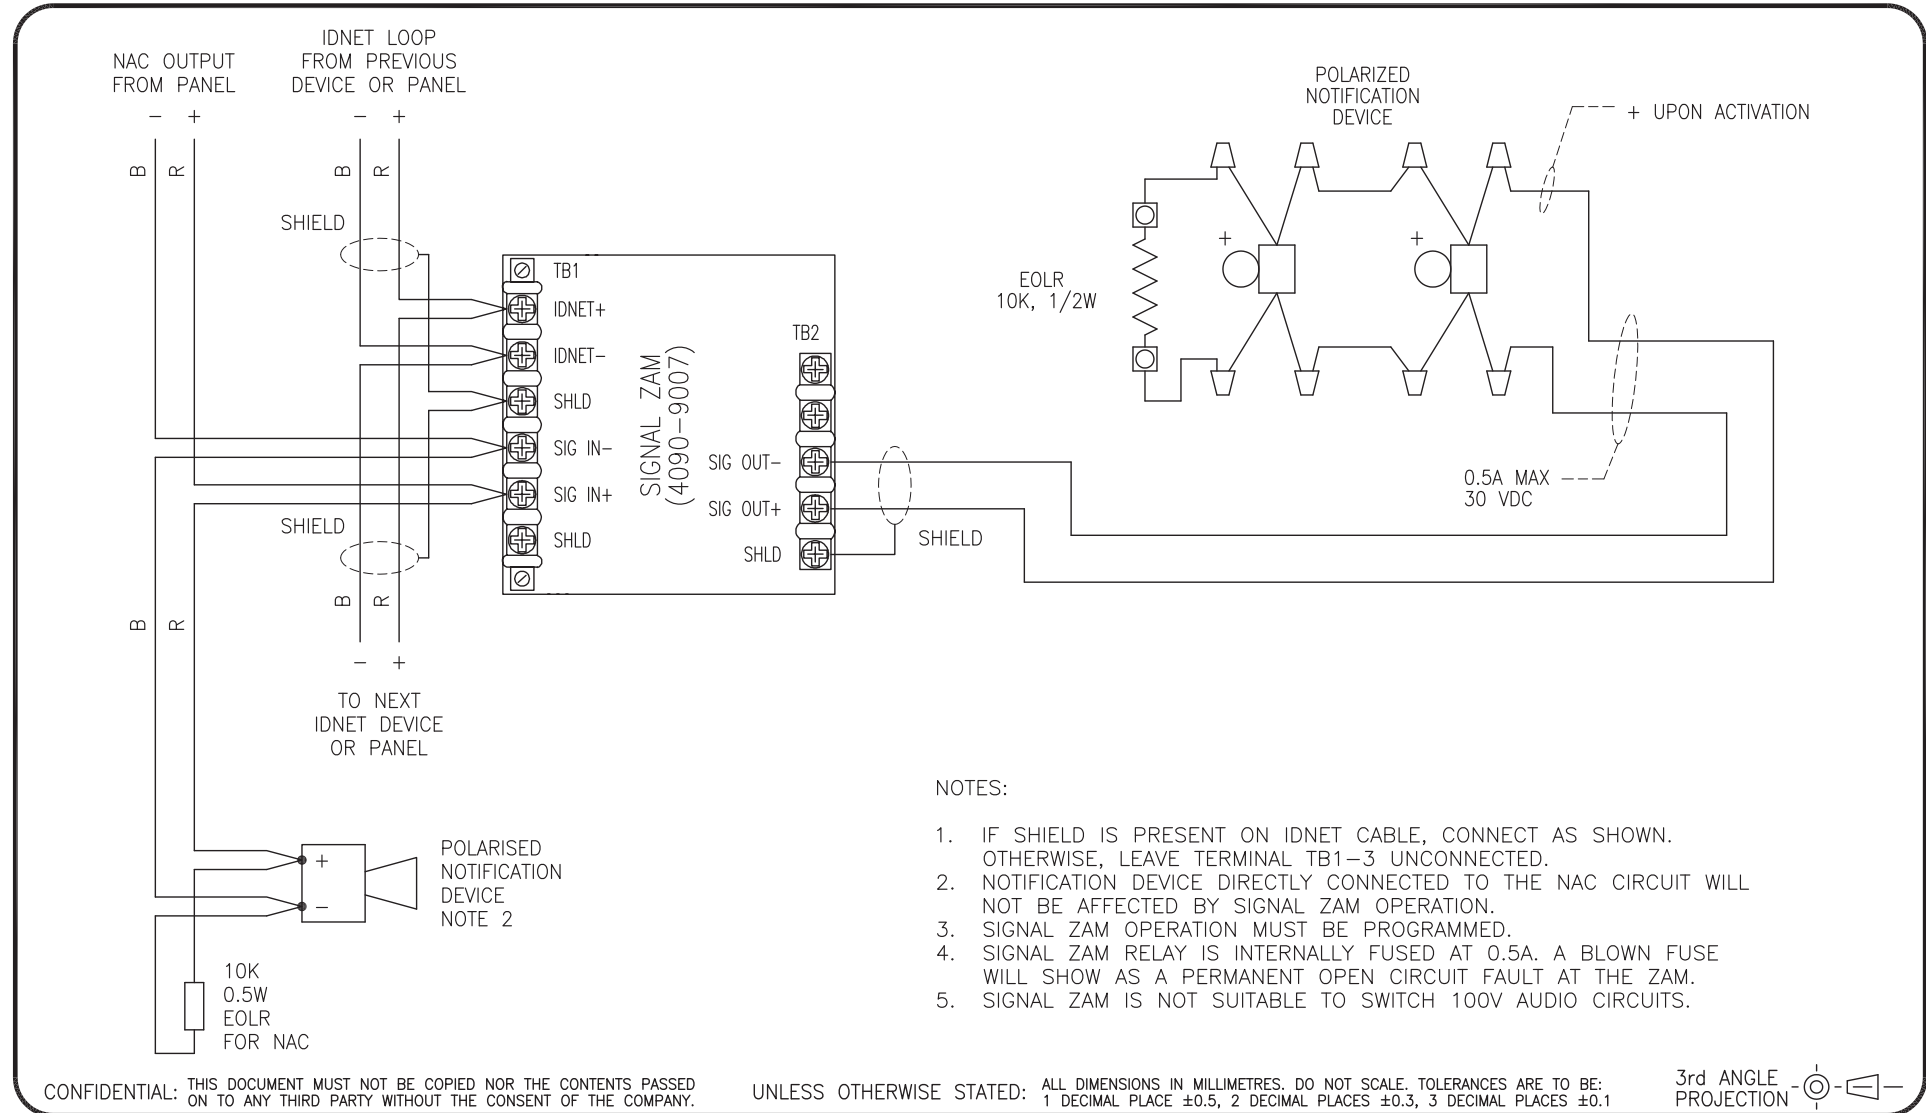 NAC OUTPUT
FROM PANEL
- +
IDNET LOOP
FROM PREVIOUS
DEVICE OR PANEL
- +
B R
B R
SHIELD
POLARIZED
NOTIFICATION
DEVICE
+ UPON ACTIVATION
EOLR
10K, 1/2W
+
+
0.5A MAX
30 VDC
TB1
IDNET+
IDNET-
SHLD
SIG IN-
SIG IN+
SHLD
SIGNAL ZAM
(4090-9007)
TB2
SIG OUT-
SIG OUT+
SHLD
SHIELD
SHIELD
B R
B R
- +
TO NEXT
IDNET DEVICE
OR PANEL
+
-
POLARISED
NOTIFICATION
DEVICE
NOTE 2
10K
0.5W
EOLR
FOR NAC
NOTES:
1. IF SHIELD IS PRESENT ON IDNET CABLE, CONNECT AS SHOWN.
OTHERWISE, LEAVE TERMINAL TB1-3 UNCONNECTED.
2. NOTIFICATION DEVICE DIRECTLY CONNECTED TO THE NAC CIRCUIT WILL
NOT BE AFFECTED BY SIGNAL ZAM OPERATION.
3. SIGNAL ZAM OPERATION MUST BE PROGRAMMED.
4. SIGNAL ZAM RELAY IS INTERNALLY FUSED AT 0.5A. A BLOWN FUSE
WILL SHOW AS A PERMANENT OPEN CIRCUIT FAULT AT THE ZAM.
5. SIGNAL ZAM IS NOT SUITABLE TO SWITCH 100V AUDIO CIRCUITS.
CONFIDENTIAL: THIS DOCUMENT MUST NOT BE COPIED NOR THE CONTENTS PASSED
ON TO ANY THIRD PARTY WITHOUT THE CONSENT OF THE COMPANY.
UNLESS OTHERWISE STATED: ALL DIMENSIONS IN MILLIMETRES. DO NOT SCALE. TOLERANCES ARE TO BE:
1 DECIMAL PLACE ±0.5, 2 DECIMAL PLACES ±0.3, 3 DECIMAL PLACES ±0.1
3rd ANGLE
PROJECTION